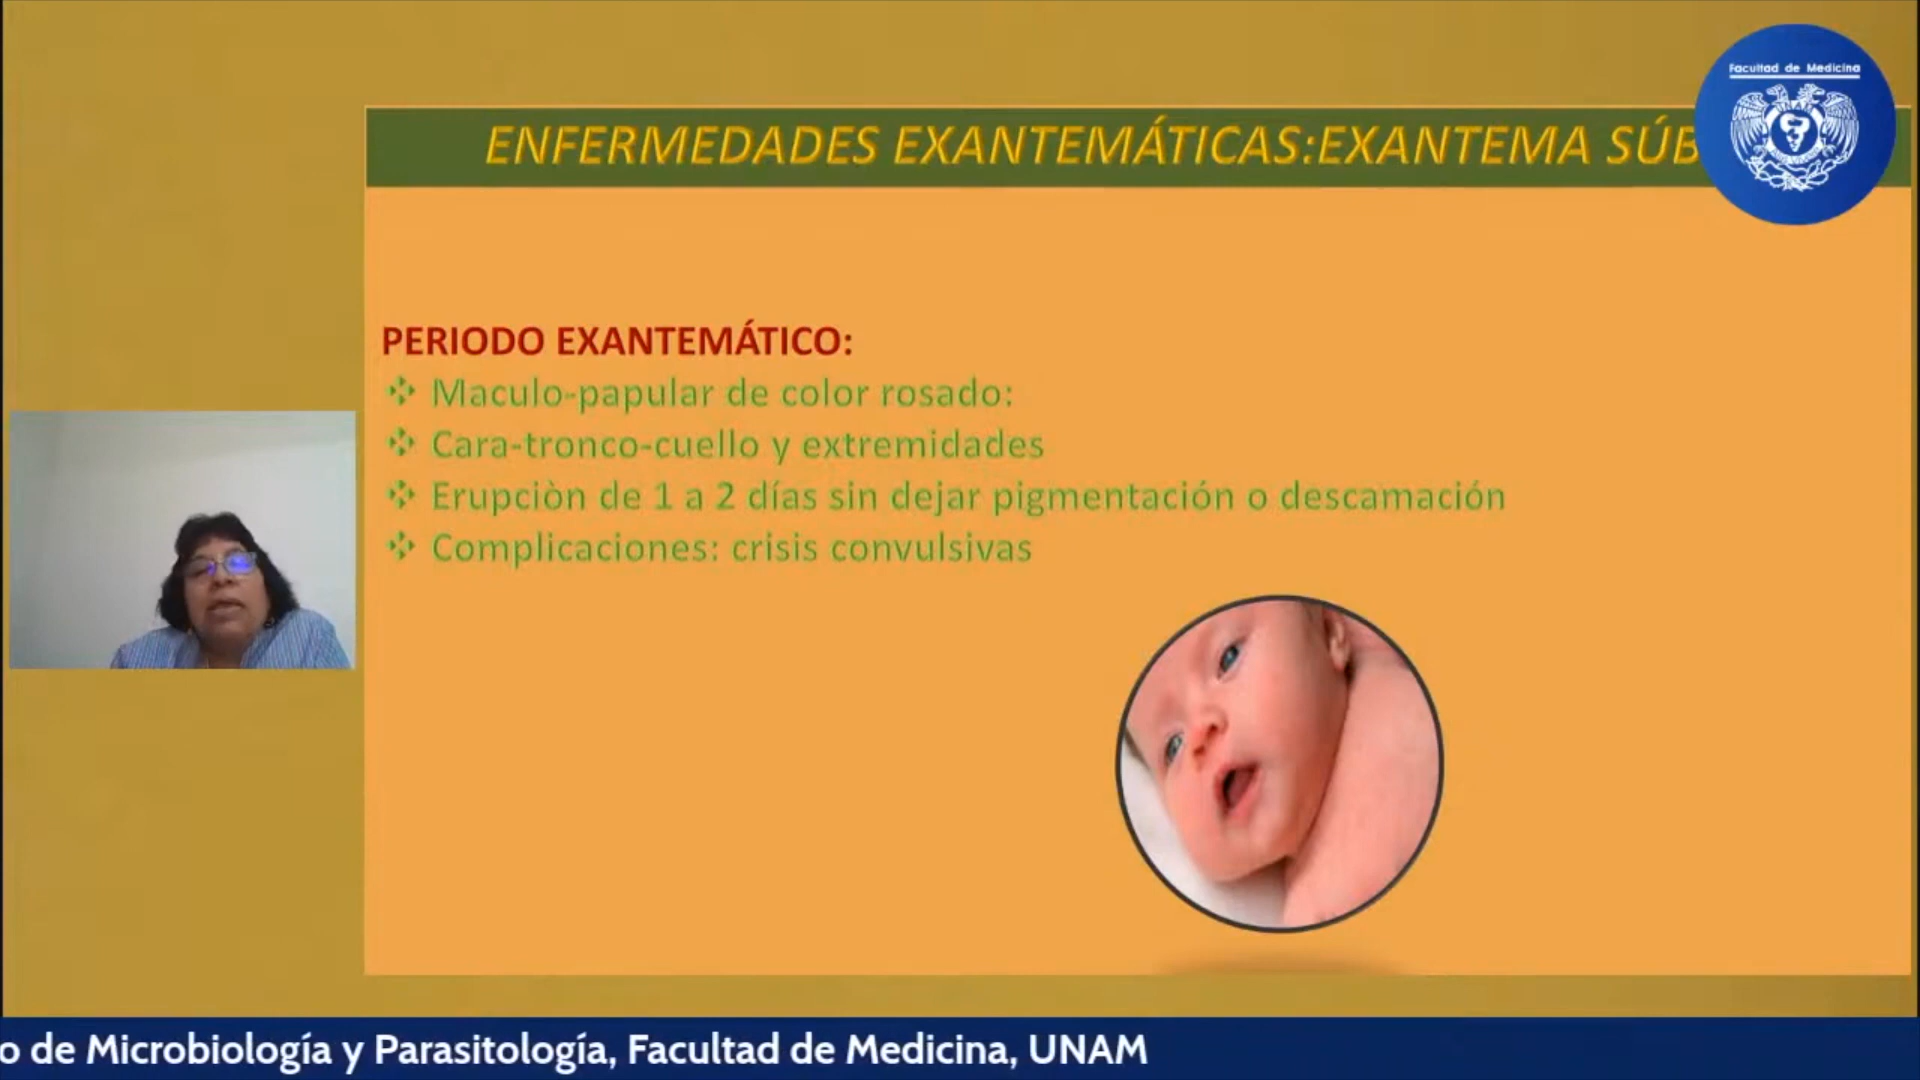 Facultad de Medicina
ENFERMEDADES EXANTEMÁTICAS:EXANTEMA
PERIODO EXANTEMÁTICO:
Maculo-papular de color rosado:
Cara-tronco-cuello y extremidades
Erupciòn de 1 a 2 días sin dejar pigmentación o descamación
Complicaciones: crisis convulsivas
de Microbiología y Parasitología, Facultad de Medicina, UNAM